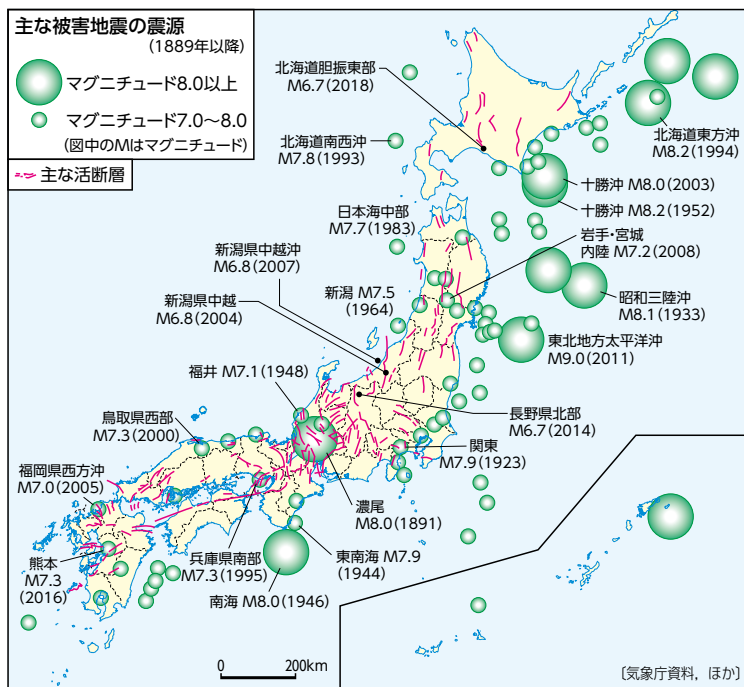 主な被害地震の震源
(1889年以降)
マグニチュード8.0以上
マグニチュード7.0～8.0
(図中のMはマグニチュード)
主な活断層
北海道胆振東部
M6.7(2018)
北海道南西沖
M7.8(1993)
北海道東方沖
M8.2(1994)
十勝沖 M8.0(2003)
十勝沖 M8.2(1952)
日本海中部
M7.7(1983)
岩手・宮城
内陸 M7.2(2008)
新潟県中越沖
M6.8(2007)
新潟 M7.5
(1964)
新潟県中越
M6.8(2004)
昭和三陸沖
M8.1(1933)
東北地方太平洋沖
M9.0(2011)
福井 M7.1(1948)
長野県北部
M6.7(2014)
鳥取県西部
M7.3(2000)
関東
M7.9(1923)
福岡県西方沖
M7.0(2005)
濃尾
M8.0(1891)
熊本
M7.3
(2016)
兵庫県南部
M7.3(1995)
東南海 M7.9
(1944)
南海 M8.0(1946)
0 200km
〔気象庁資料，ほか〕